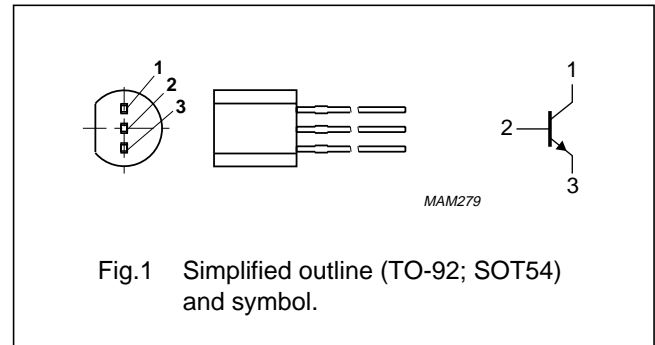 1
2
3
1
2
3
MAM279
Fig.1 Simplified outline (TO-92; SOT54)
and symbol.